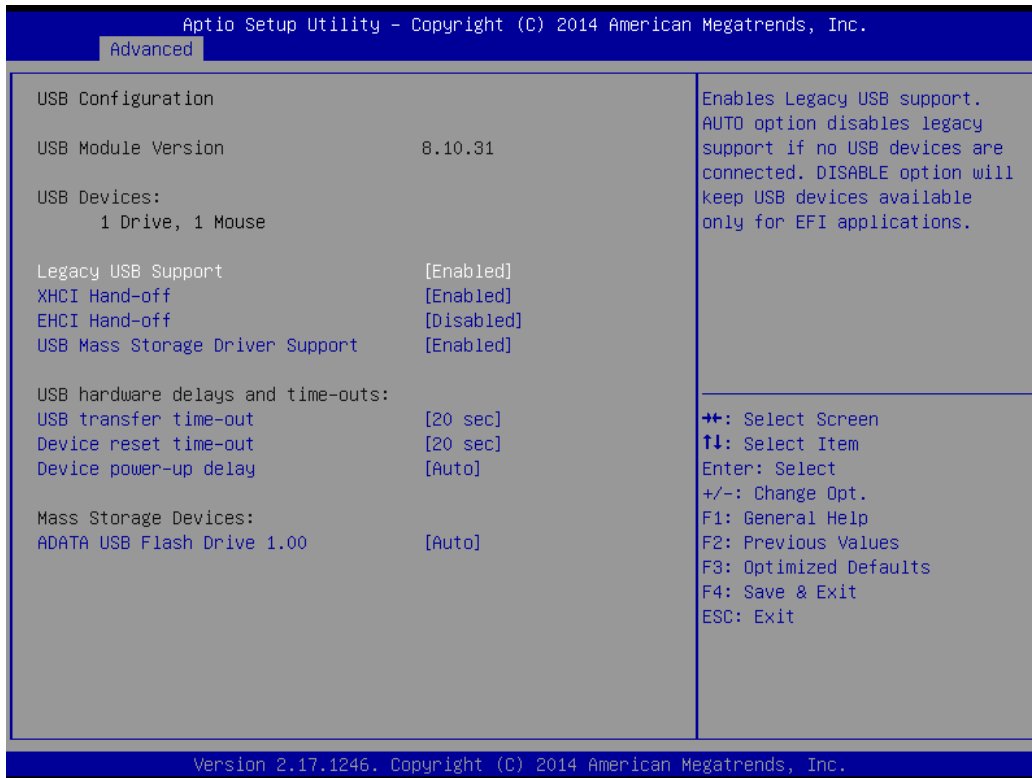 Aptio Setup Utility – Copyright (C) 2014 American Megatrends, Inc.
Advanced
USB Configuration
USB Module Version 8.10.31
USB Devices:
1 Drive, 1 Mouse
Legacy USB Support [Enabled]
XHCI Hand-off [Enabled]
EHCI Hand-off [Disabled]
USB Mass Storage Driver Support [Enabled]
USB hardware delays and time-outs:
USB transfer time-out [20 sec]
Device reset time-out [20 sec]
Device power-up delay [Auto]
Mass Storage Devices:
ADATA USB Flash Drive 1.00 [Auto]
Enables Legacy USB support.
AUTO option disables legacy
support if no USB devices are
connected. DISABLE option will
keep USB devices available
only for EFI applications.
→←: Select Screen
↑↓: Select Item
Enter: Select
+/-: Change Opt.
F1: General Help
F2: Previous Values
F3: Optimized Defaults
F4: Save & Exit
ESC: Exit
Version 2.17.1246. Copyright (C) 2014 American Megatrends, Inc.